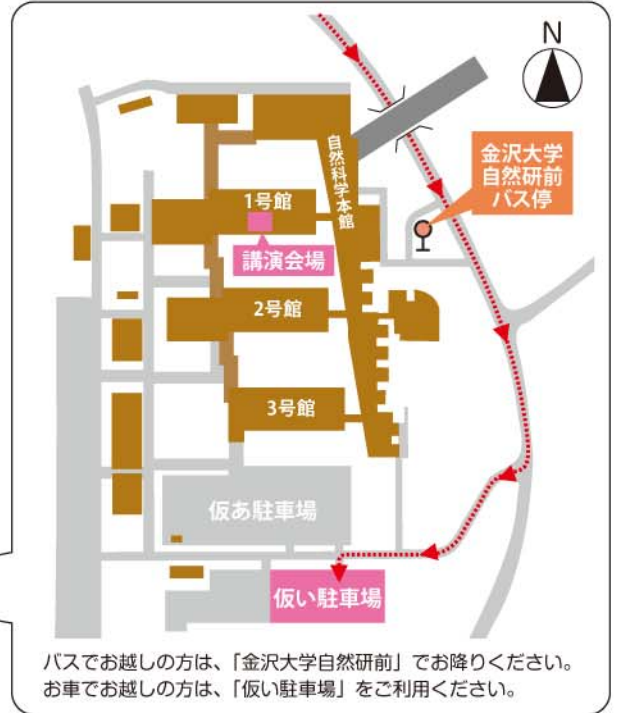 N
金沢大学
自然研前
バス停
自然科学本館
1号館
講演会場
2号館
3号館
仮あ駐車場
仮い駐車場
バスでお越しの方は、「金沢大学自然研前」でお降りください。
お車でお越しの方は、「仮い駐車場」をご利用ください。